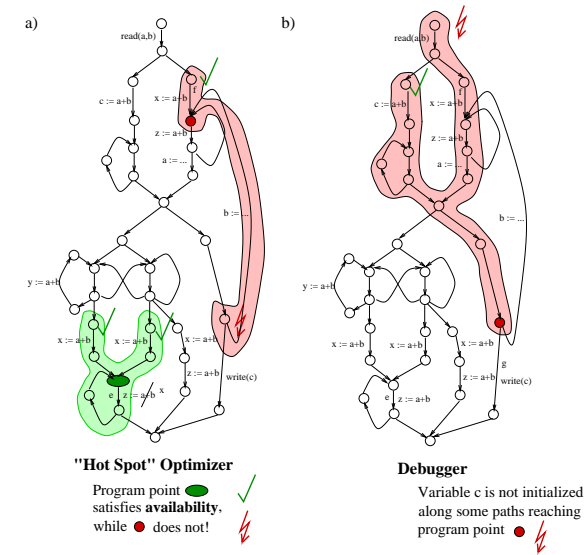 a)
read(a,b)
f
c := a+b
x := a+b
z := a+b
a := ...
b := ...
y := a+b
x := a+b
x := a+b
x := a+b
e
z := a+b
x
z := a+b
write(c)
"Hot Spot" Optimizer
Program point
satisfies availability,
while does not!
b)
read(a,b)
f
c := a+b
x := a+b
z := a+b
a := ...
b := ...
y := a+b
x := a+b
x := a+b
x := a+b
g
e
z := a+b
z := a+b
write(c)
Debugger
Variable c is not initialized
along some paths reaching
program point